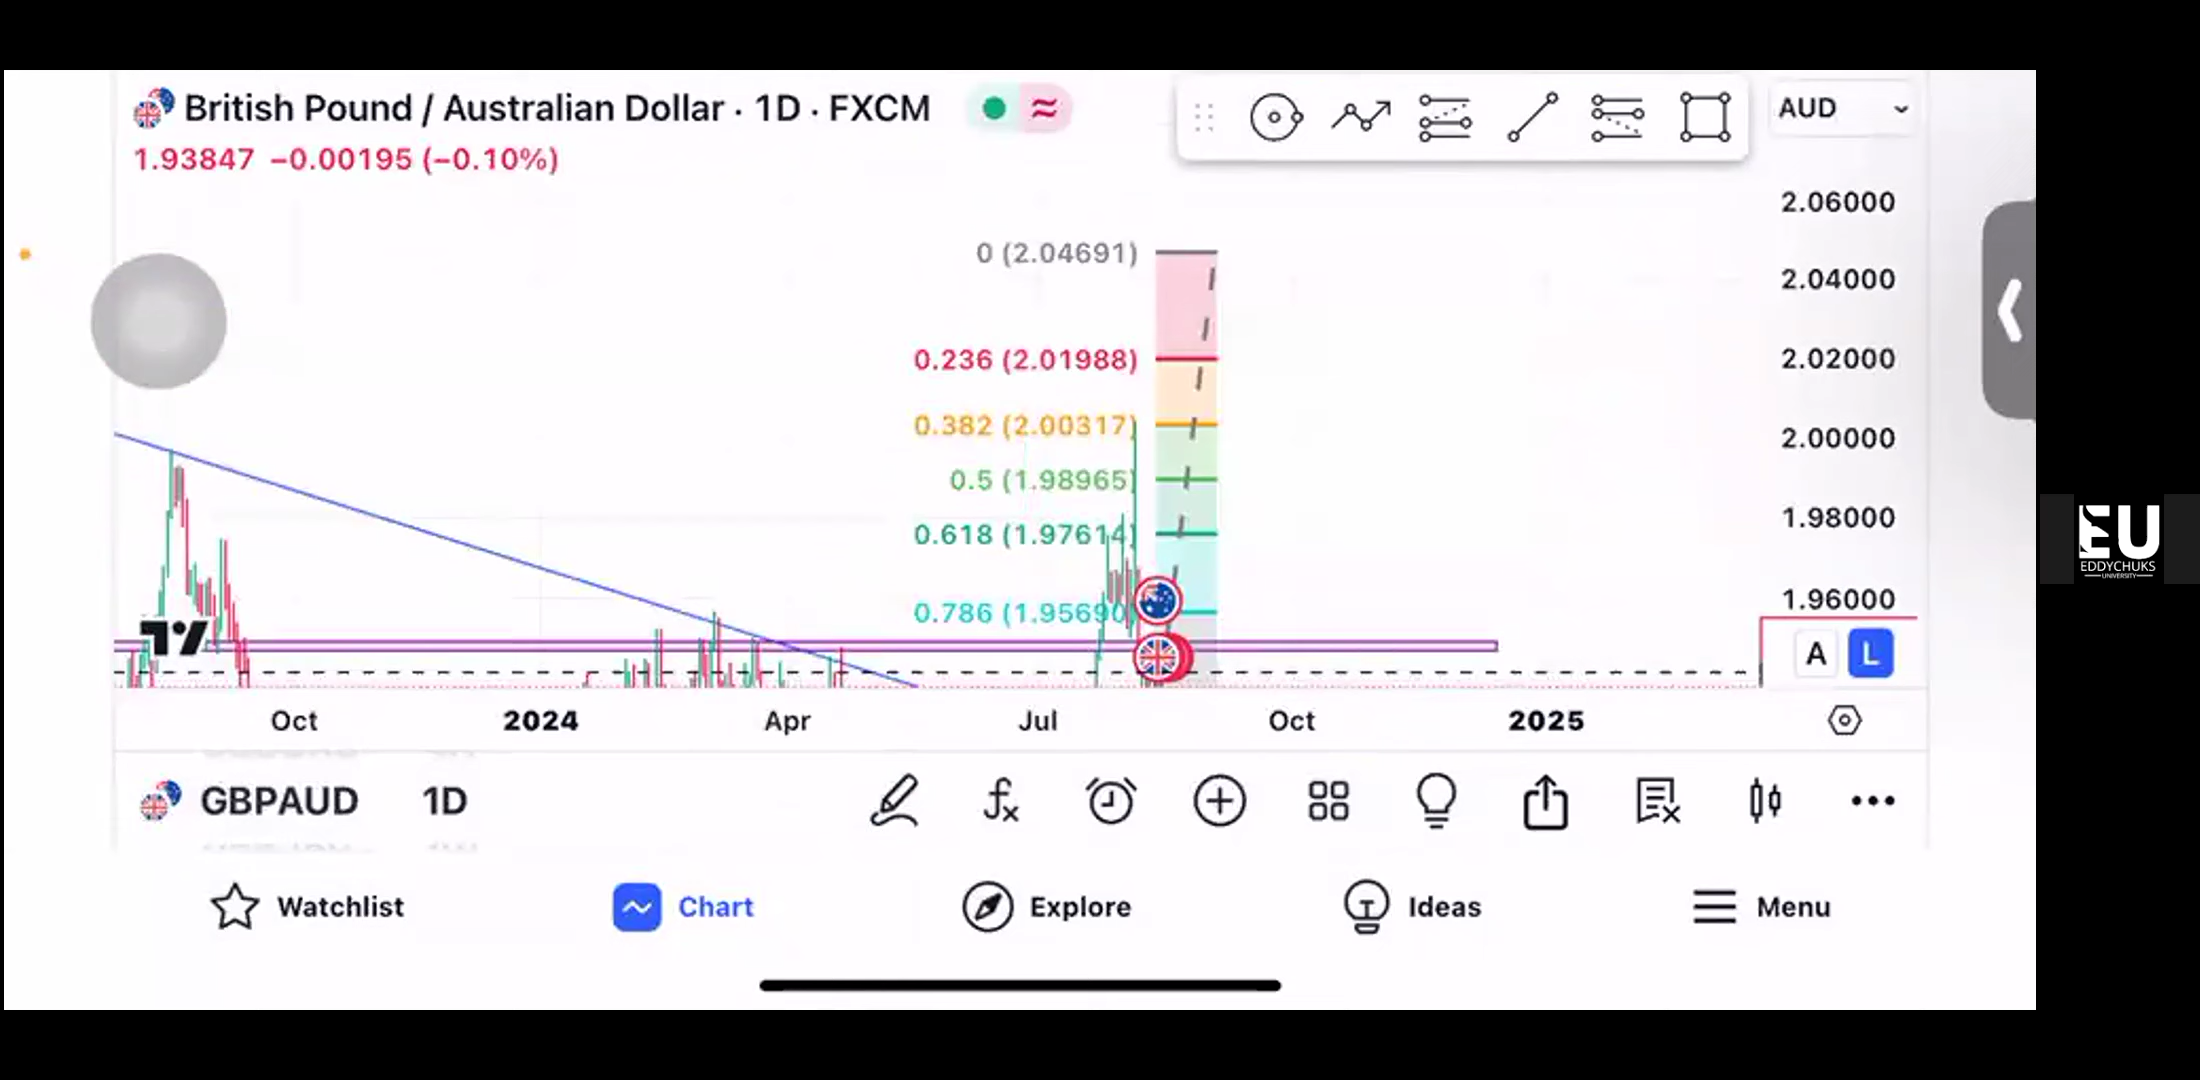 British Pound / Australian Dollar · 1D · FXCM
1.93847 −0.00195 (−0.10%)
AUD
2.06000
2.04000
2.02000
2.00000
1.98000
1.96000
0 (2.04691)
0.236 (2.01988)
0.382 (2.00317)
0.5 (1.98965)
0.618 (1.97614)
0.786 (1.95690)
A L
Oct 2024 Apr Jul Oct 2025
GBPAUD 1D
Watchlist Chart Explore Ideas Menu
EU
EDDYCHUKS
UNIVERSITY